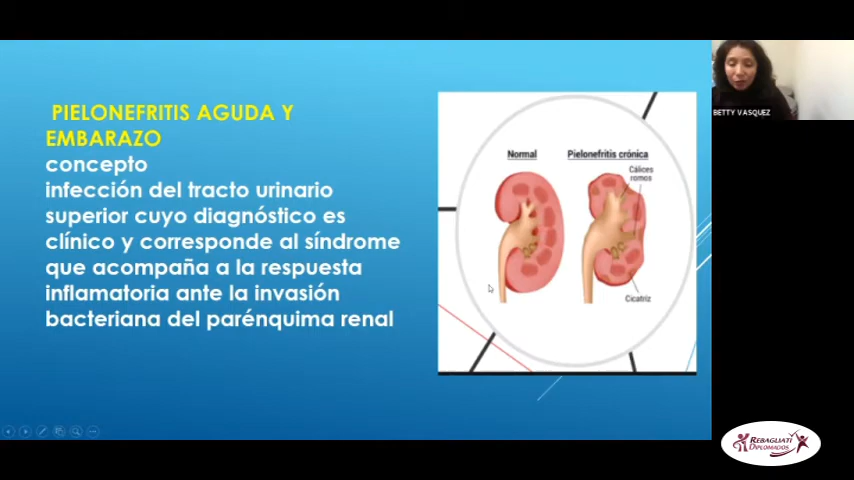 PIELONEFRITIS AGUDA Y
EMBARAZO
concepto
infección del tracto urinario
superior cuyo diagnóstico es
clínico y corresponde al síndrome
que acompaña a la respuesta
inflamatoria ante la invasión
bacteriana del parénquima renal
Normal
Pielonefritis crónica
Cálices
romos
Cicatriz
BETTY VASQUEZ
REBAGLIATI
DIPLOMADOS